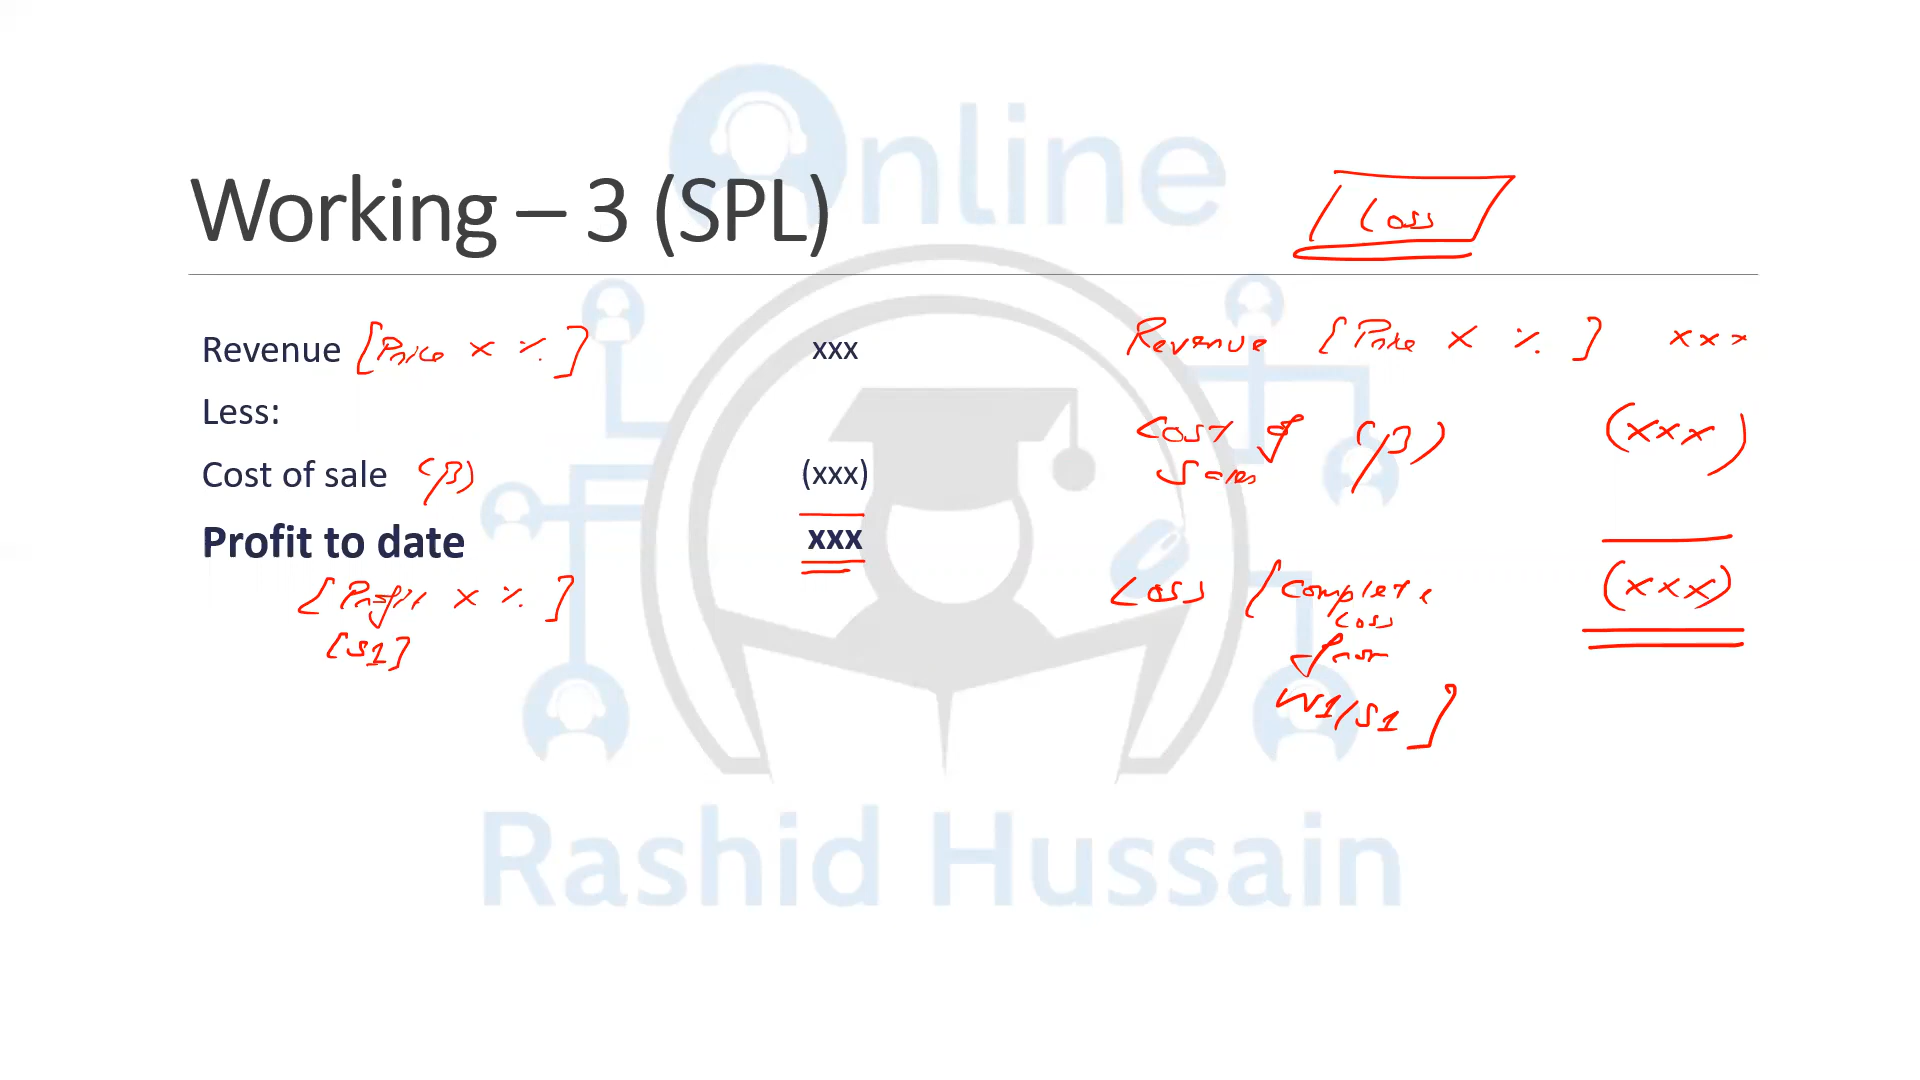 Online
Working – 3 (SPL)
Loss
Revenue [Price x %] xxx
Less:
Cost of sale (β) (xxx)
Profit to date xxx
[Profit x %]
[S1]
Revenue [Price x %] xxx
Cost of (β) (xxx)
Sales
Loss [Complete (xxx)
Loss
from
W1/S1]
Rashid Hussain